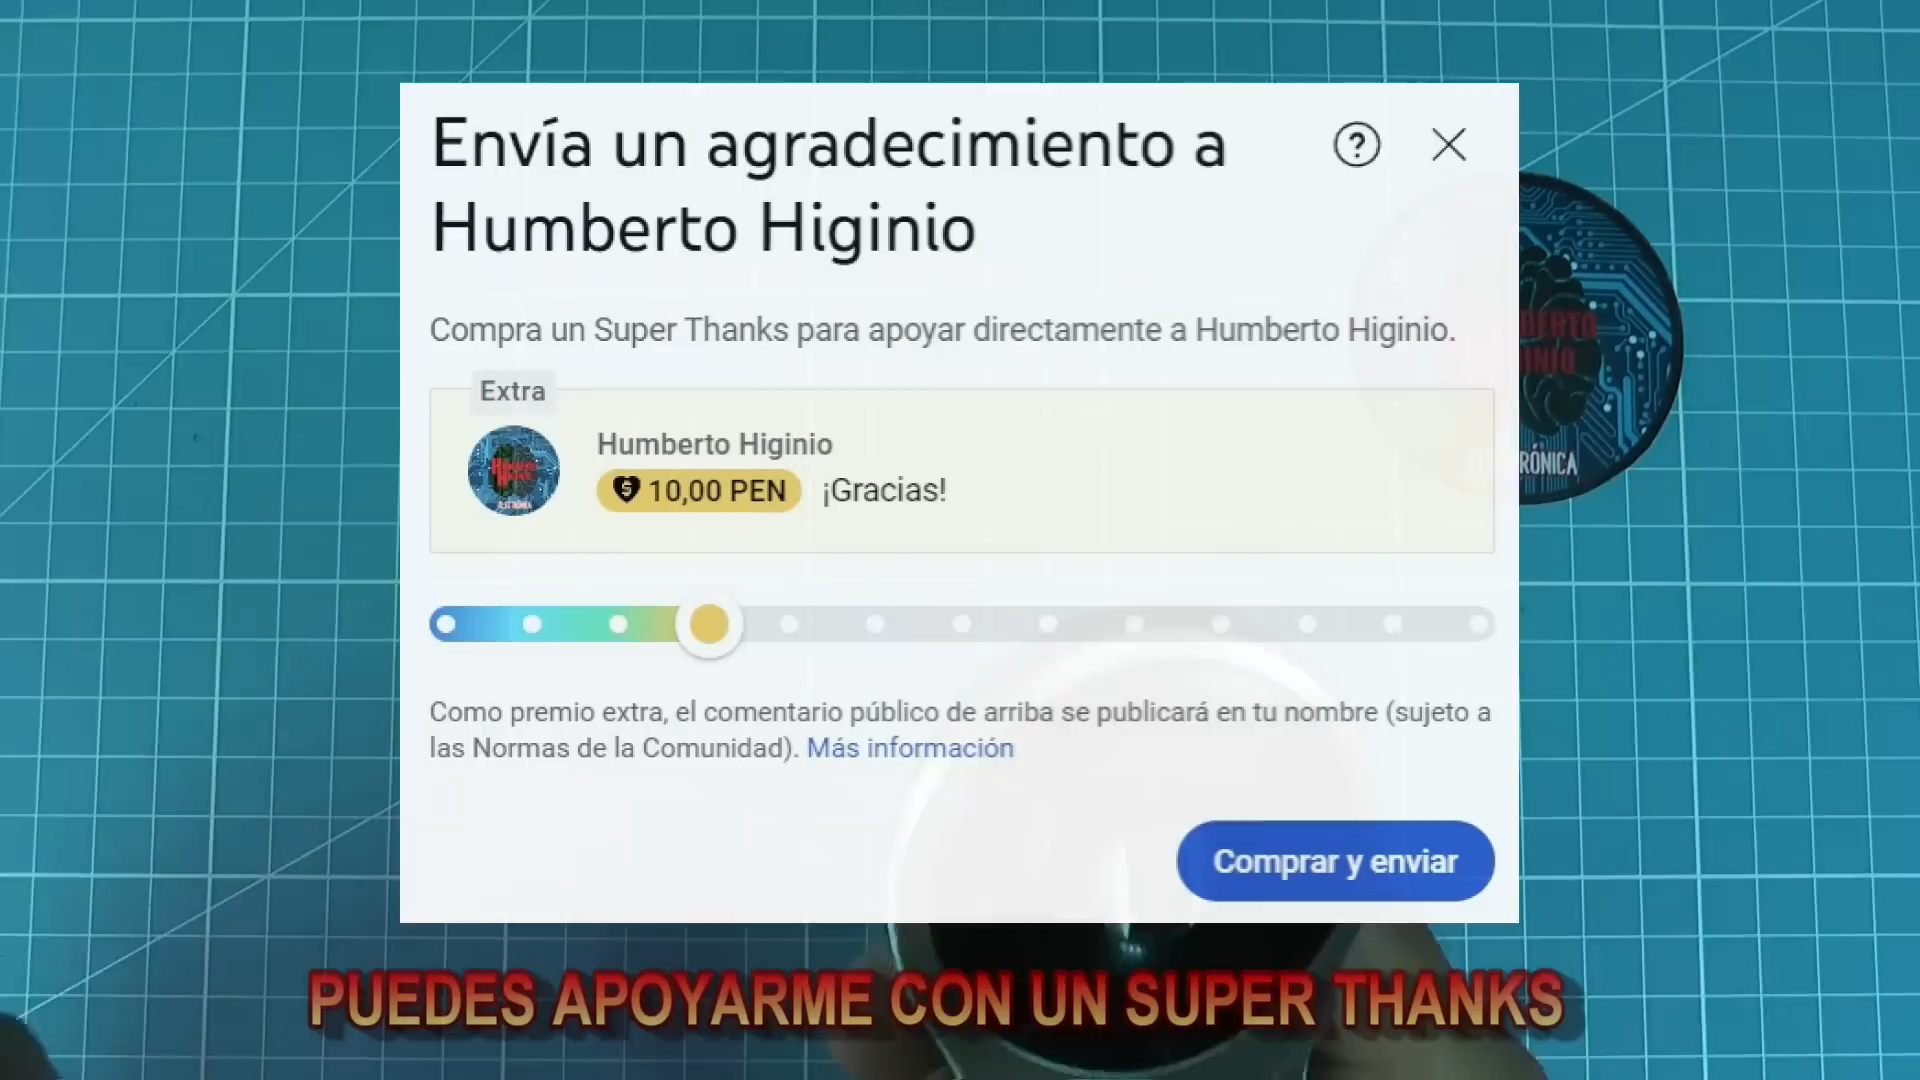 Envía un agradecimiento a
Humberto Higinio
Compra un Super Thanks para apoyar directamente a Humberto Higinio.
Extra
Humberto Higinio
10,00 PEN ¡Gracias!
Como premio extra, el comentario público de arriba se publicará en tu nombre (sujeto a
las Normas de la Comunidad). Más información
Comprar y enviar
PUEDES APOYARME CON UN SUPER THANKS